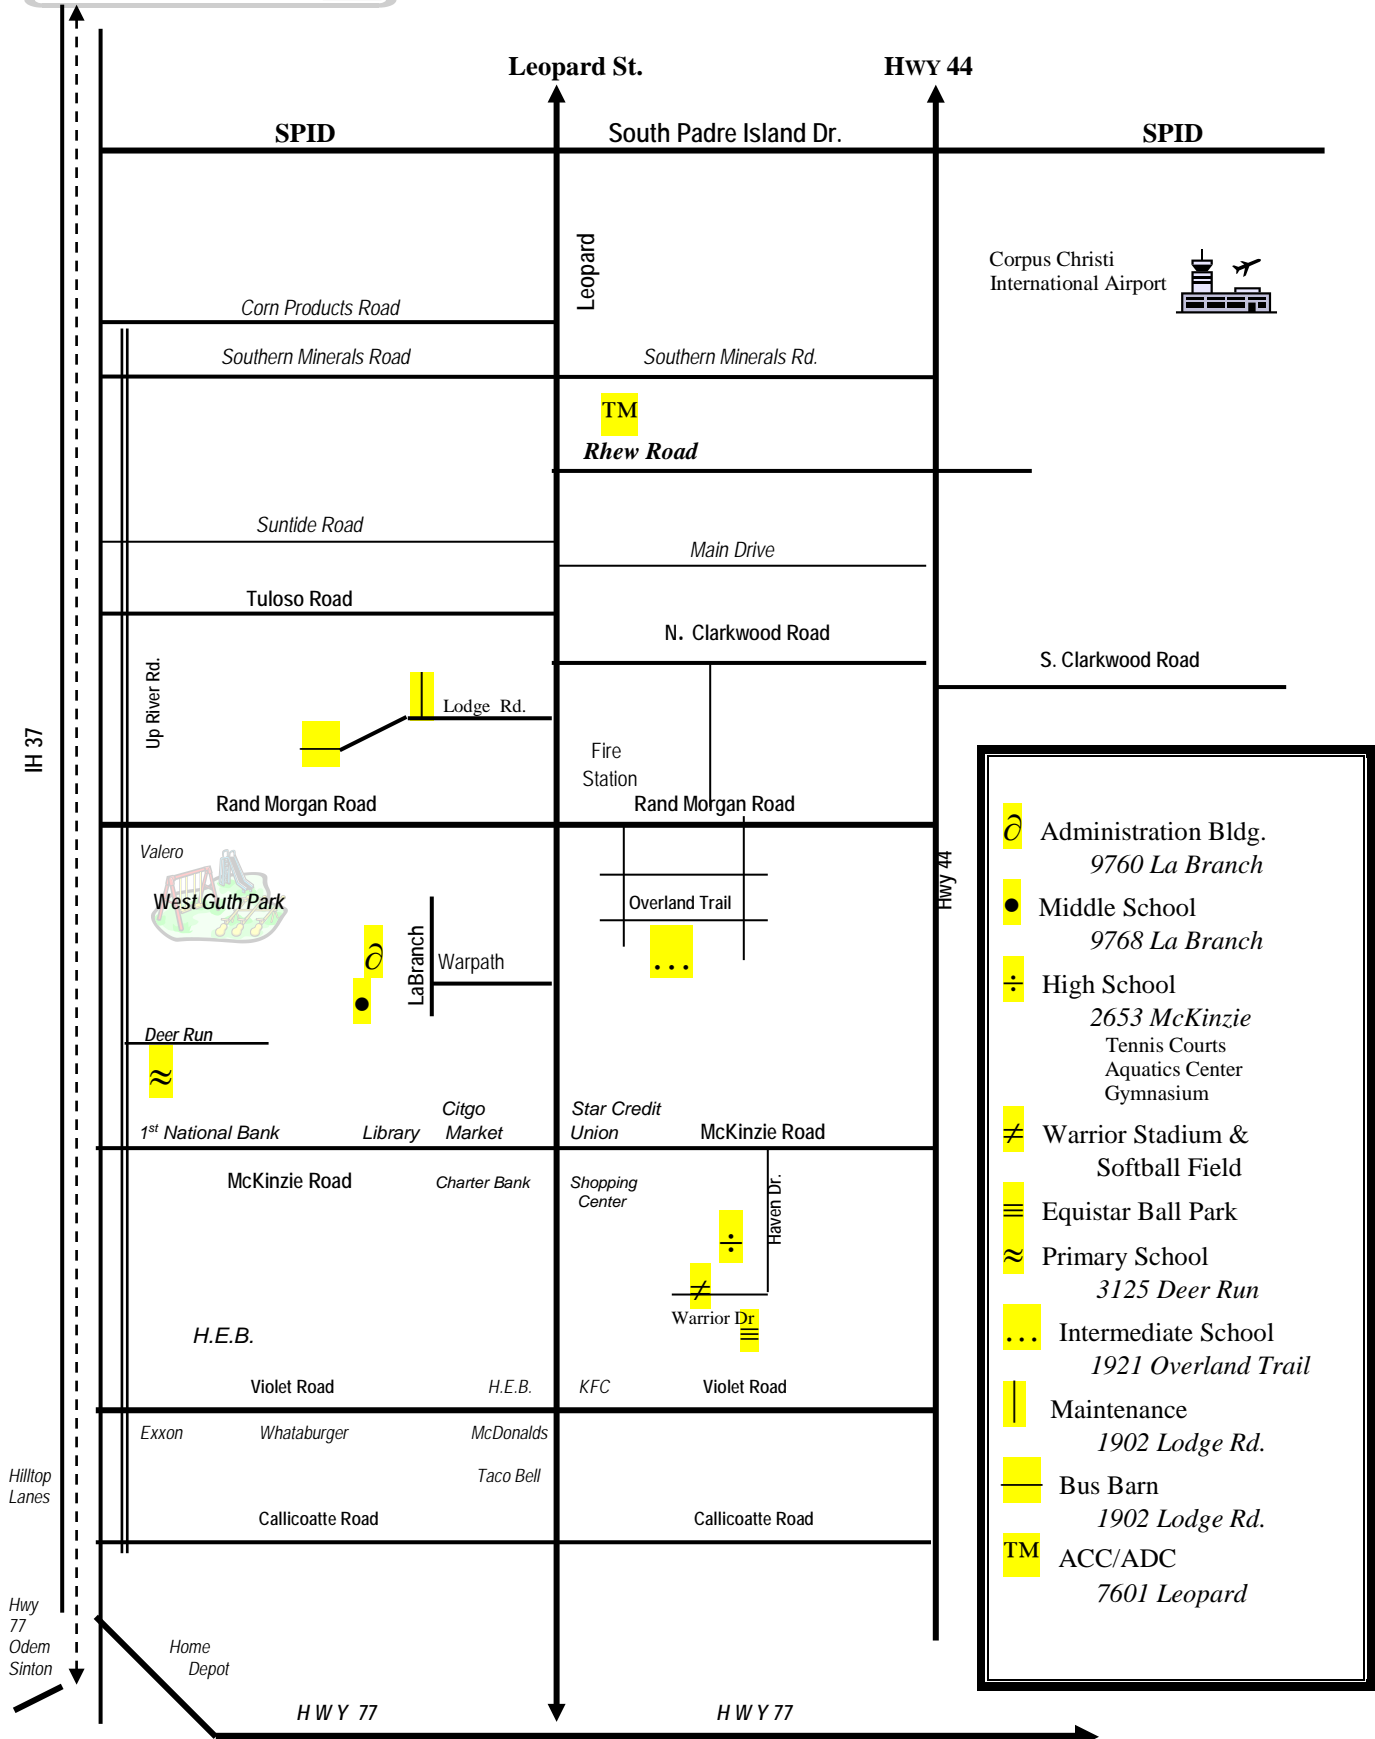 Leopard St.
HWY 44
SPID
South Padre Island Dr.
SPID
Leopard
Corpus Christi
International Airport
Corn Products Road
Southern Minerals Road
Southern Minerals Rd.
TM
Rhew Road
Suntide Road
Main Drive
Tuloso Road
N. Clarkwood Road
S. Clarkwood Road
Up River Rd.
Lodge Rd.
IH 37
Fire
Station
Rand Morgan Road
Rand Morgan Road
Valero
West Guth Park
Overland Trail
Hwy 44
∂
LaBranch
Warpath
...
•
Deer Run
≈
Citgo
Market
Star Credit
Union
1st National Bank
Library
McKinzie Road
McKinzie Road
Charter Bank
Shopping
Center
Haven Dr.
÷
≠
Warrior Dr
≡
H.E.B.
Violet Road
H.E.B.
KFC
Violet Road
Exxon
Whataburger
McDonalds
Taco Bell
Hilltop
Lanes
Callicoatte Road
Callicoatte Road
Hwy
77
Odem
Sinton
Home
Depot
HWY 77
HWY 77
∂ Administration Bldg.
9760 La Branch
• Middle School
9768 La Branch
÷ High School
2653 McKinzie
Tennis Courts
Aquatics Center
Gymnasium
≠ Warrior Stadium &
Softball Field
≡ Equistar Ball Park
≈ Primary School
3125 Deer Run
... Intermediate School
1921 Overland Trail
│ Maintenance
1902 Lodge Rd.
─ Bus Barn
1902 Lodge Rd.
TM ACC/ADC
7601 Leopard